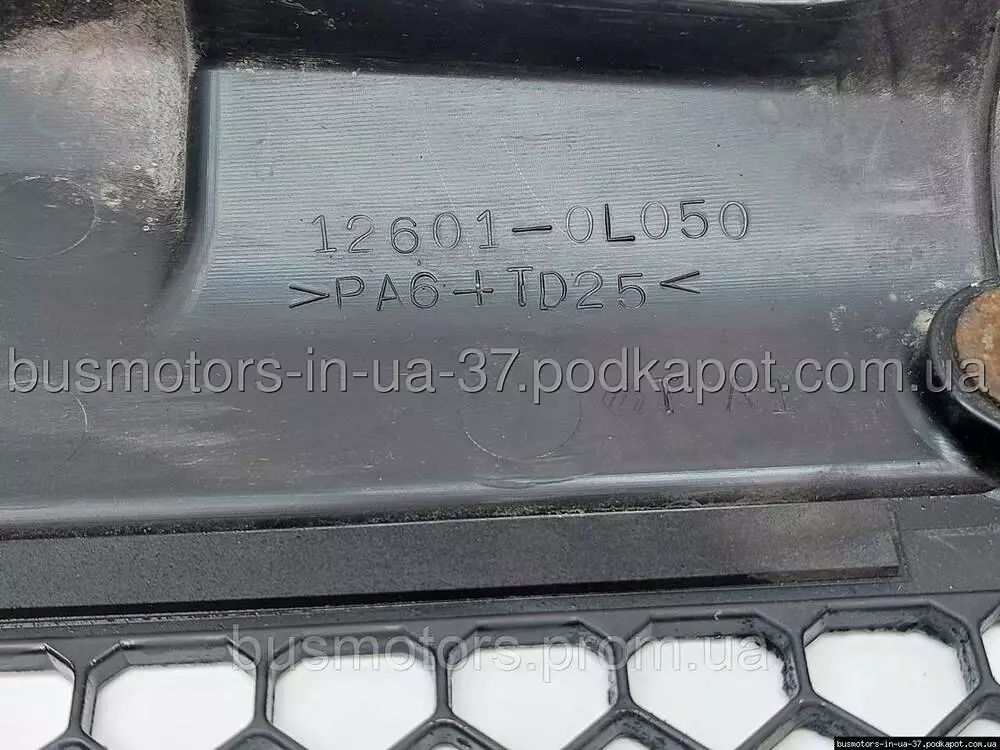 12601-0L050
>PA6+TD25<
busmotors-in-ua-37.podkapot.com.ua
busmotors.prom.ua
busmotors-in-ua-37.podkapot.com.ua